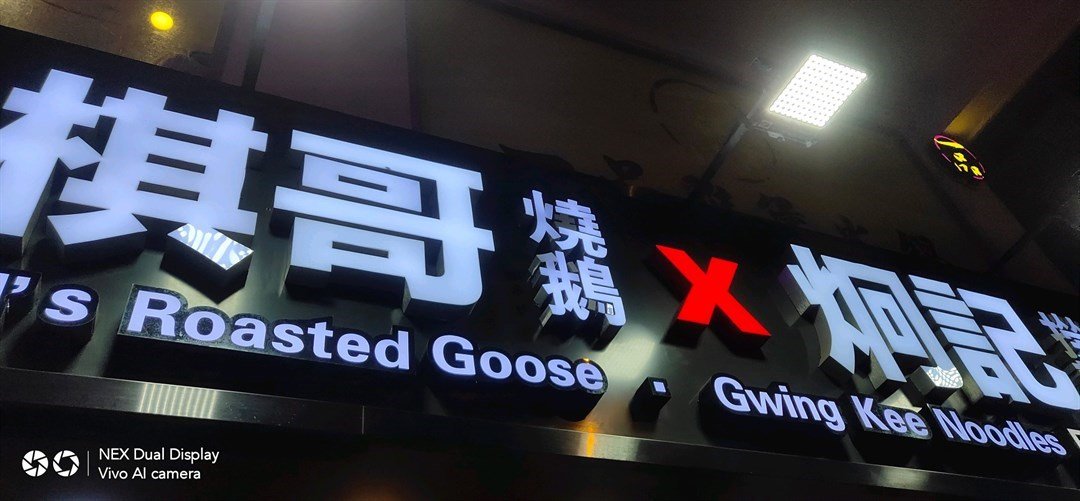 棋哥 燒鵝 X 炯記
's Roasted Goose . Gwing Kee Noodles
NEX Dual Display
Vivo AI camera